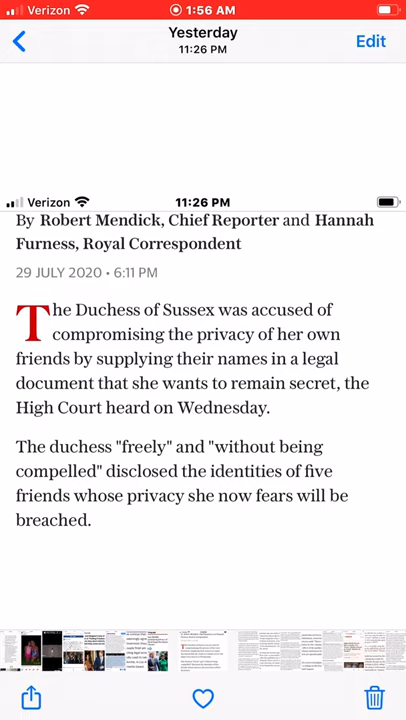 Verizon 1:56 AM
Yesterday
11:26 PM
Edit
Verizon 11:26 PM
By Robert Mendick, Chief Reporter and Hannah
Furness, Royal Correspondent
29 JULY 2020 • 6:11 PM
The Duchess of Sussex was accused of
compromising the privacy of her own
friends by supplying their names in a legal
document that she wants to remain secret, the
High Court heard on Wednesday.
The duchess "freely" and "without being
compelled" disclosed the identities of five
friends whose privacy she now fears will be
breached.